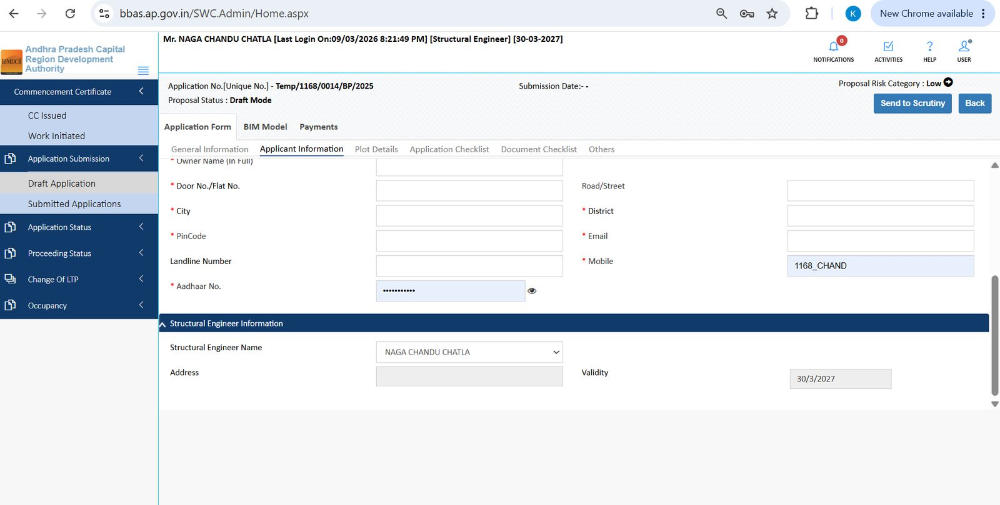 bbas.ap.gov.in/SWC.Admin/Home.aspx
K
New Chrome available
BIMDCR
Andhra Pradesh Capital
Region Development
Authority
Mr. NAGA CHANDU CHATLA [Last Login On:09/03/2026 8:21:49 PM] [Structural Engineer] [30-03-2027]
0
NOTIFICATIONS
ACTIVITIES
? HELP
USER
Commencement Certificate
CC Issued
Work Initiated
Application Submission
Draft Application
Submitted Applications
Application Status
Proceeding Status
Change Of LTP
Occupancy
Application No.[Unique No.] - Temp/1168/0014/BP/2025
Submission Date:- -
Proposal Risk Category : Low
Proposal Status : Draft Mode
Send to Scrutiny
Back
Application Form BIM Model Payments
General Information Applicant Information Plot Details Application Checklist Document Checklist Others
* Owner Name (In Full)
* Door No./Flat No.
Road/Street
* City
* District
* PinCode
* Email
Landline Number
* Mobile 1168_CHAND
* Aadhaar No. •••••••••••
Structural Engineer Information
Structural Engineer Name NAGA CHANDU CHATLA
Address
Validity 30/3/2027